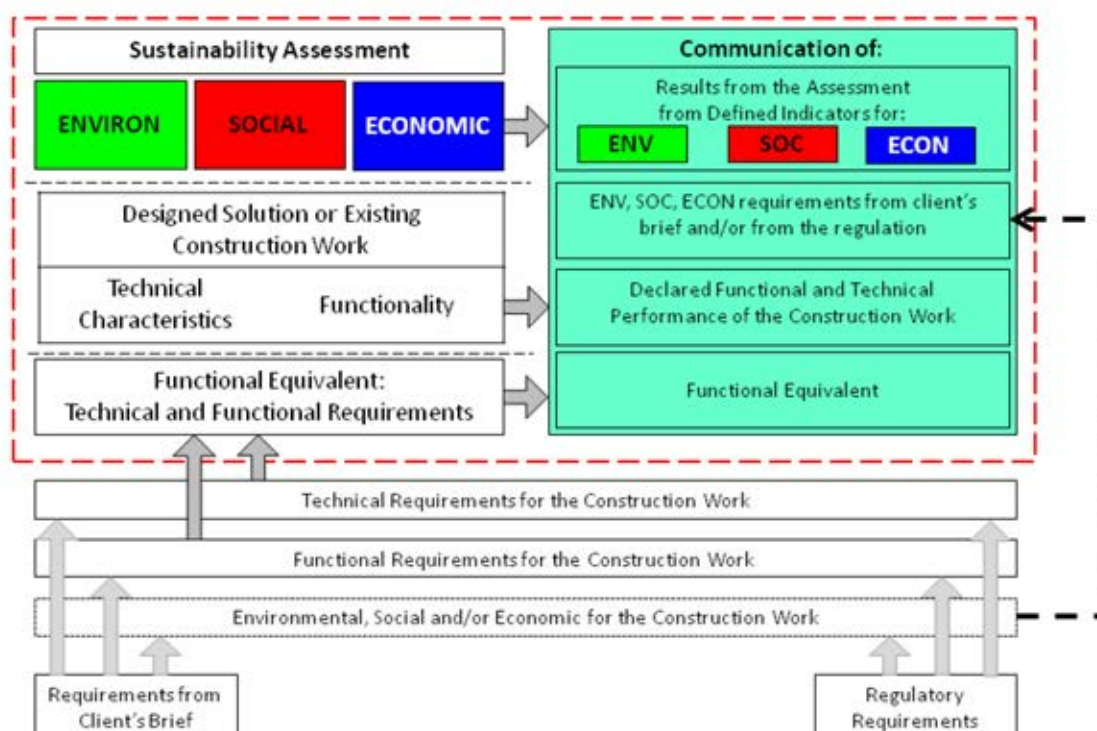 Sustainability Assessment
ENVIRON
SOCIAL
ECONOMIC
Communication of:
Results from the Assessment
from Defined Indicators for:
ENV
SOC
ECON
Designed Solution or Existing
Construction Work
ENV, SOC, ECON requirements from client's
brief and/or from the regulation
Technical
Characteristics
Functionality
Declared Functional and Technical
Performance of the Construction Work
Functional Equivalent:
Technical and Functional Requirements
Functional Equivalent
Technical Requirements for the Construction Work
Functional Requirements for the Construction Work
Environmental, Social and/or Economic for the Construction Work
Requirements from
Client's Brief
Regulatory
Requirements